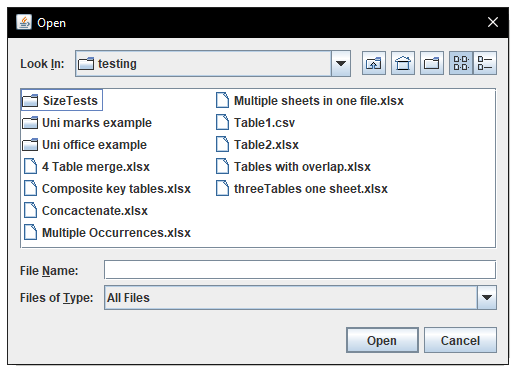 Open
Look In: testing
SizeTests
Uni marks example
Uni office example
4 Table merge.xlsx
Composite key tables.xlsx
Concactenate.xlsx
Multiple Occurrences.xlsx
Multiple sheets in one file.xlsx
Table1.csv
Table2.xlsx
Tables with overlap.xlsx
threeTables one sheet.xlsx
File Name:
Files of Type: All Files
Open Cancel